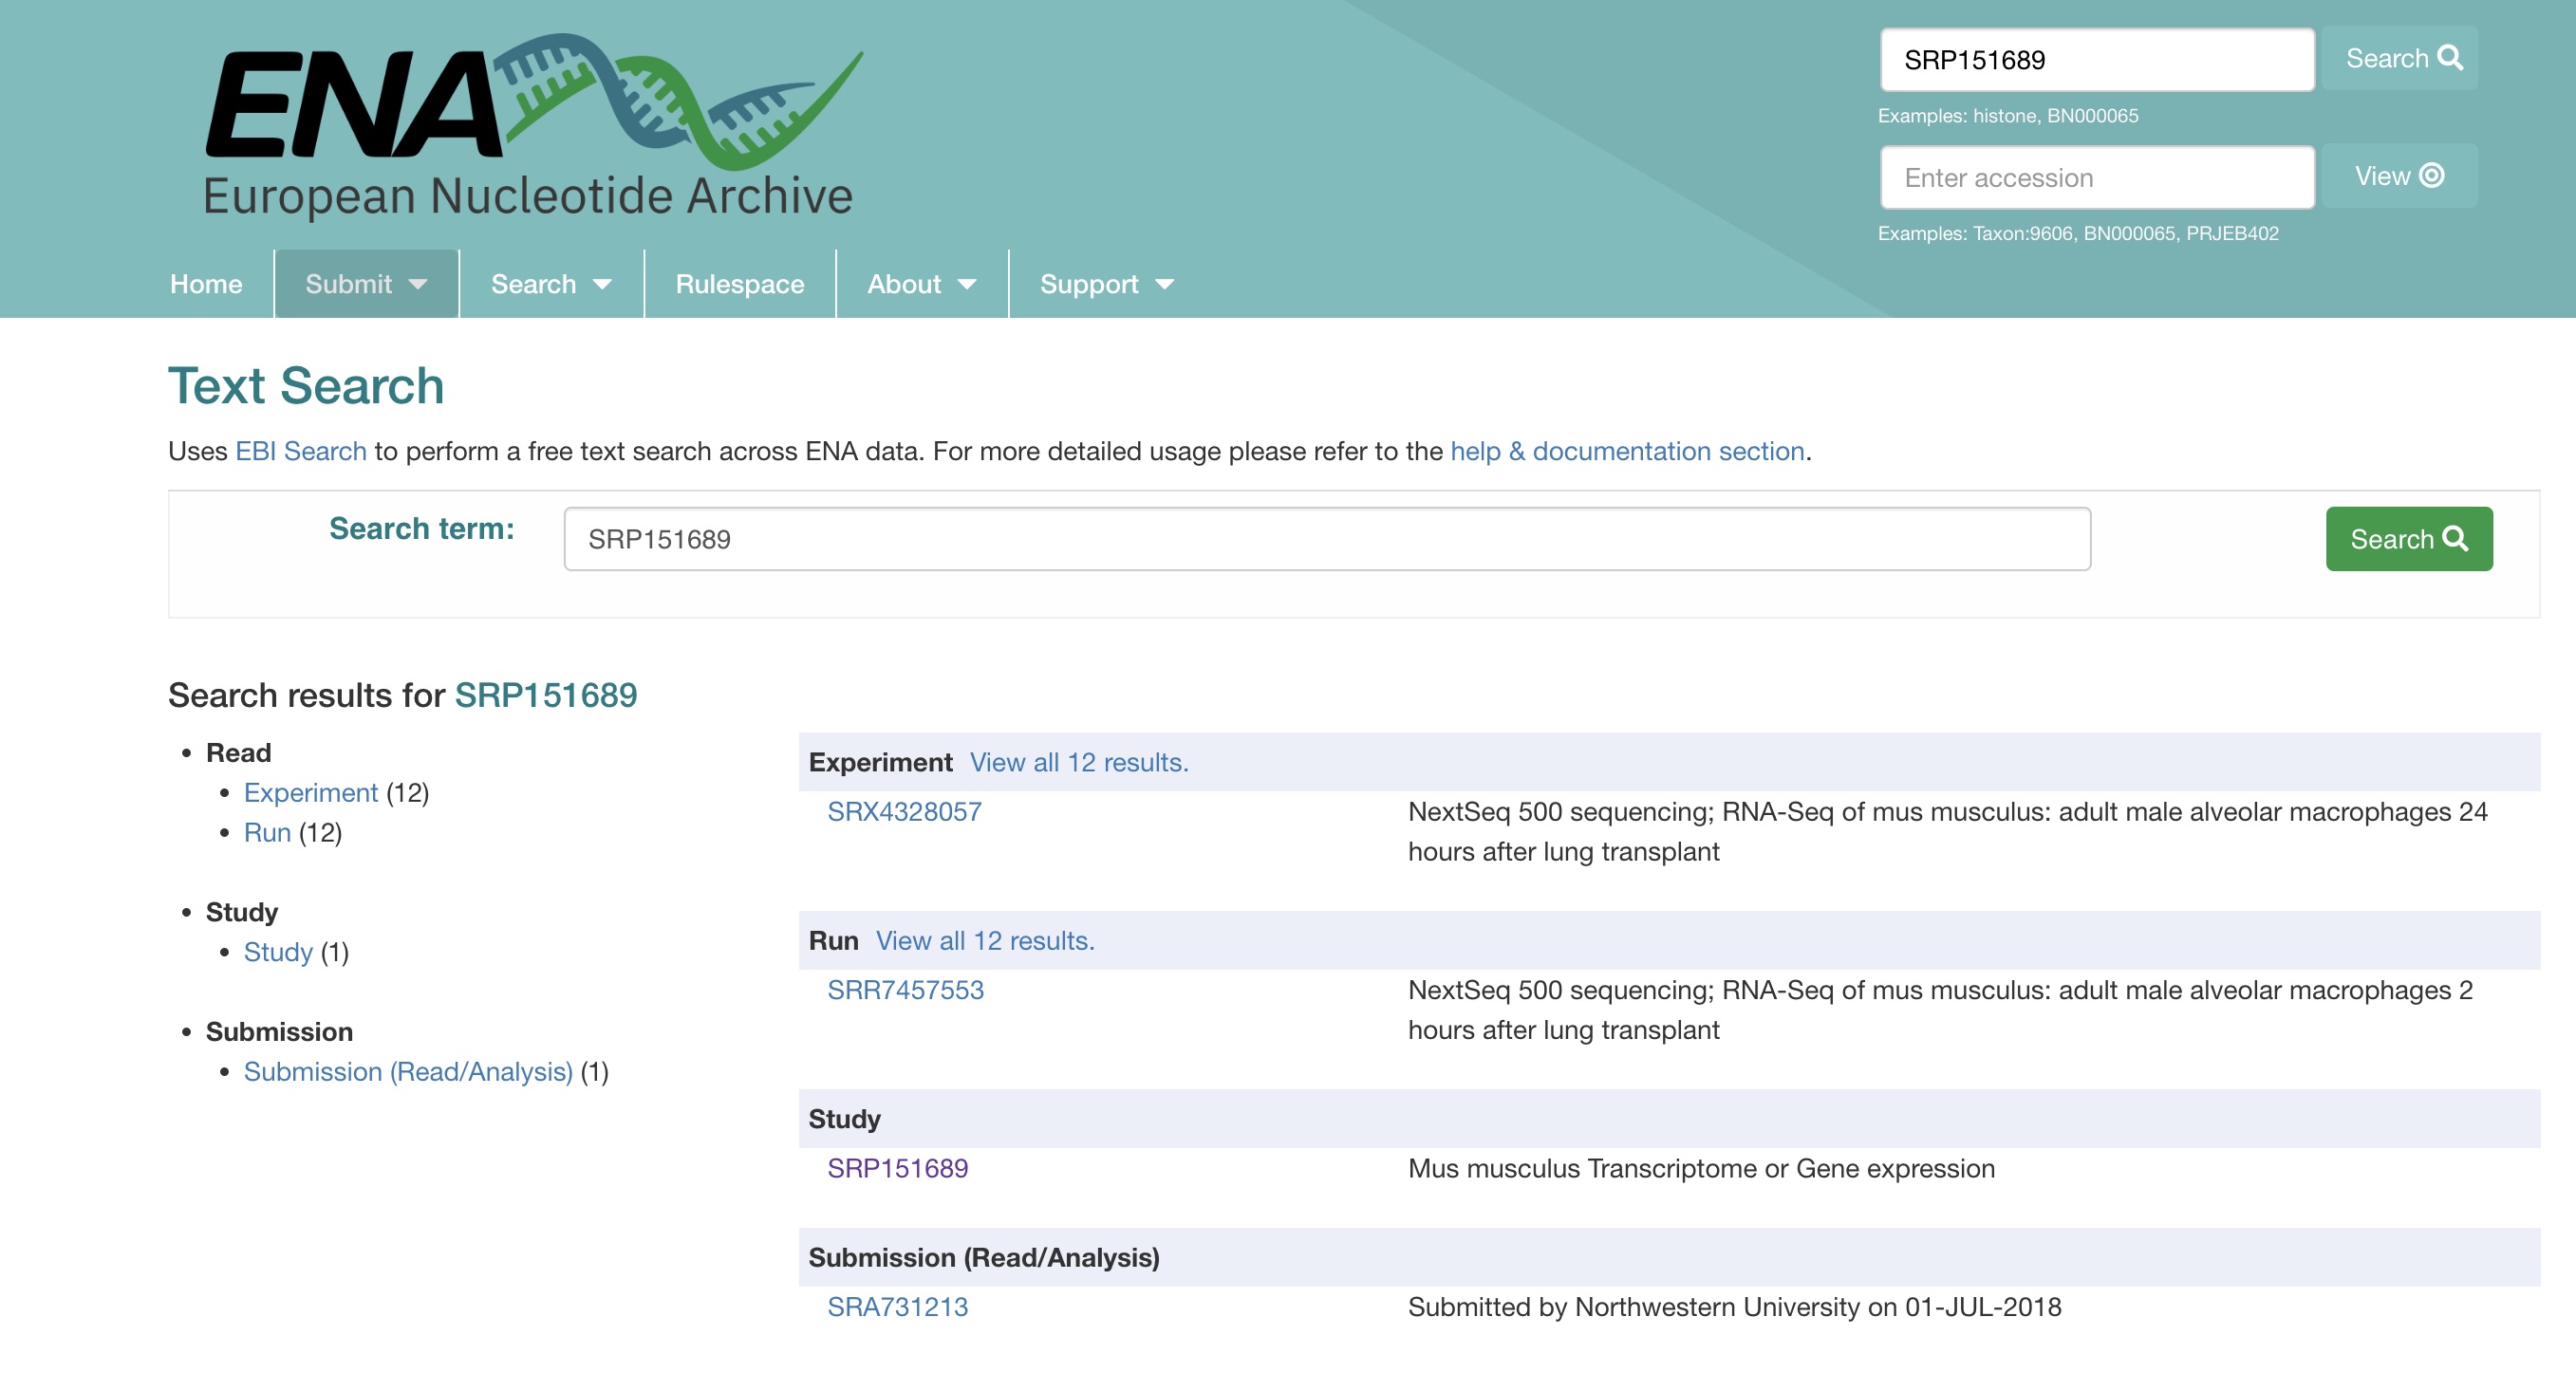 ENA
European Nucleotide Archive
SRP151689
Search
Examples: histone, BN000065
Enter accession
View
Examples: Taxon:9606, BN000065, PRJEB402
Home
Submit
Search
Rulespace
About
Support
Text Search
Uses EBI Search to perform a free text search across ENA data. For more detailed usage please refer to the help & documentation section.
Search term:
SRP151689
Search
Search results for SRP151689
Read
Experiment (12)
Run (12)
Study
Study (1)
Submission
Submission (Read/Analysis) (1)
Experiment View all 12 results.
SRX4328057
NextSeq 500 sequencing; RNA-Seq of mus musculus: adult male alveolar macrophages 24
hours after lung transplant
Run View all 12 results.
SRR7457553
NextSeq 500 sequencing; RNA-Seq of mus musculus: adult male alveolar macrophages 2
hours after lung transplant
Study
SRP151689
Mus musculus Transcriptome or Gene expression
Submission (Read/Analysis)
SRA731213
Submitted by Northwestern University on 01-JUL-2018